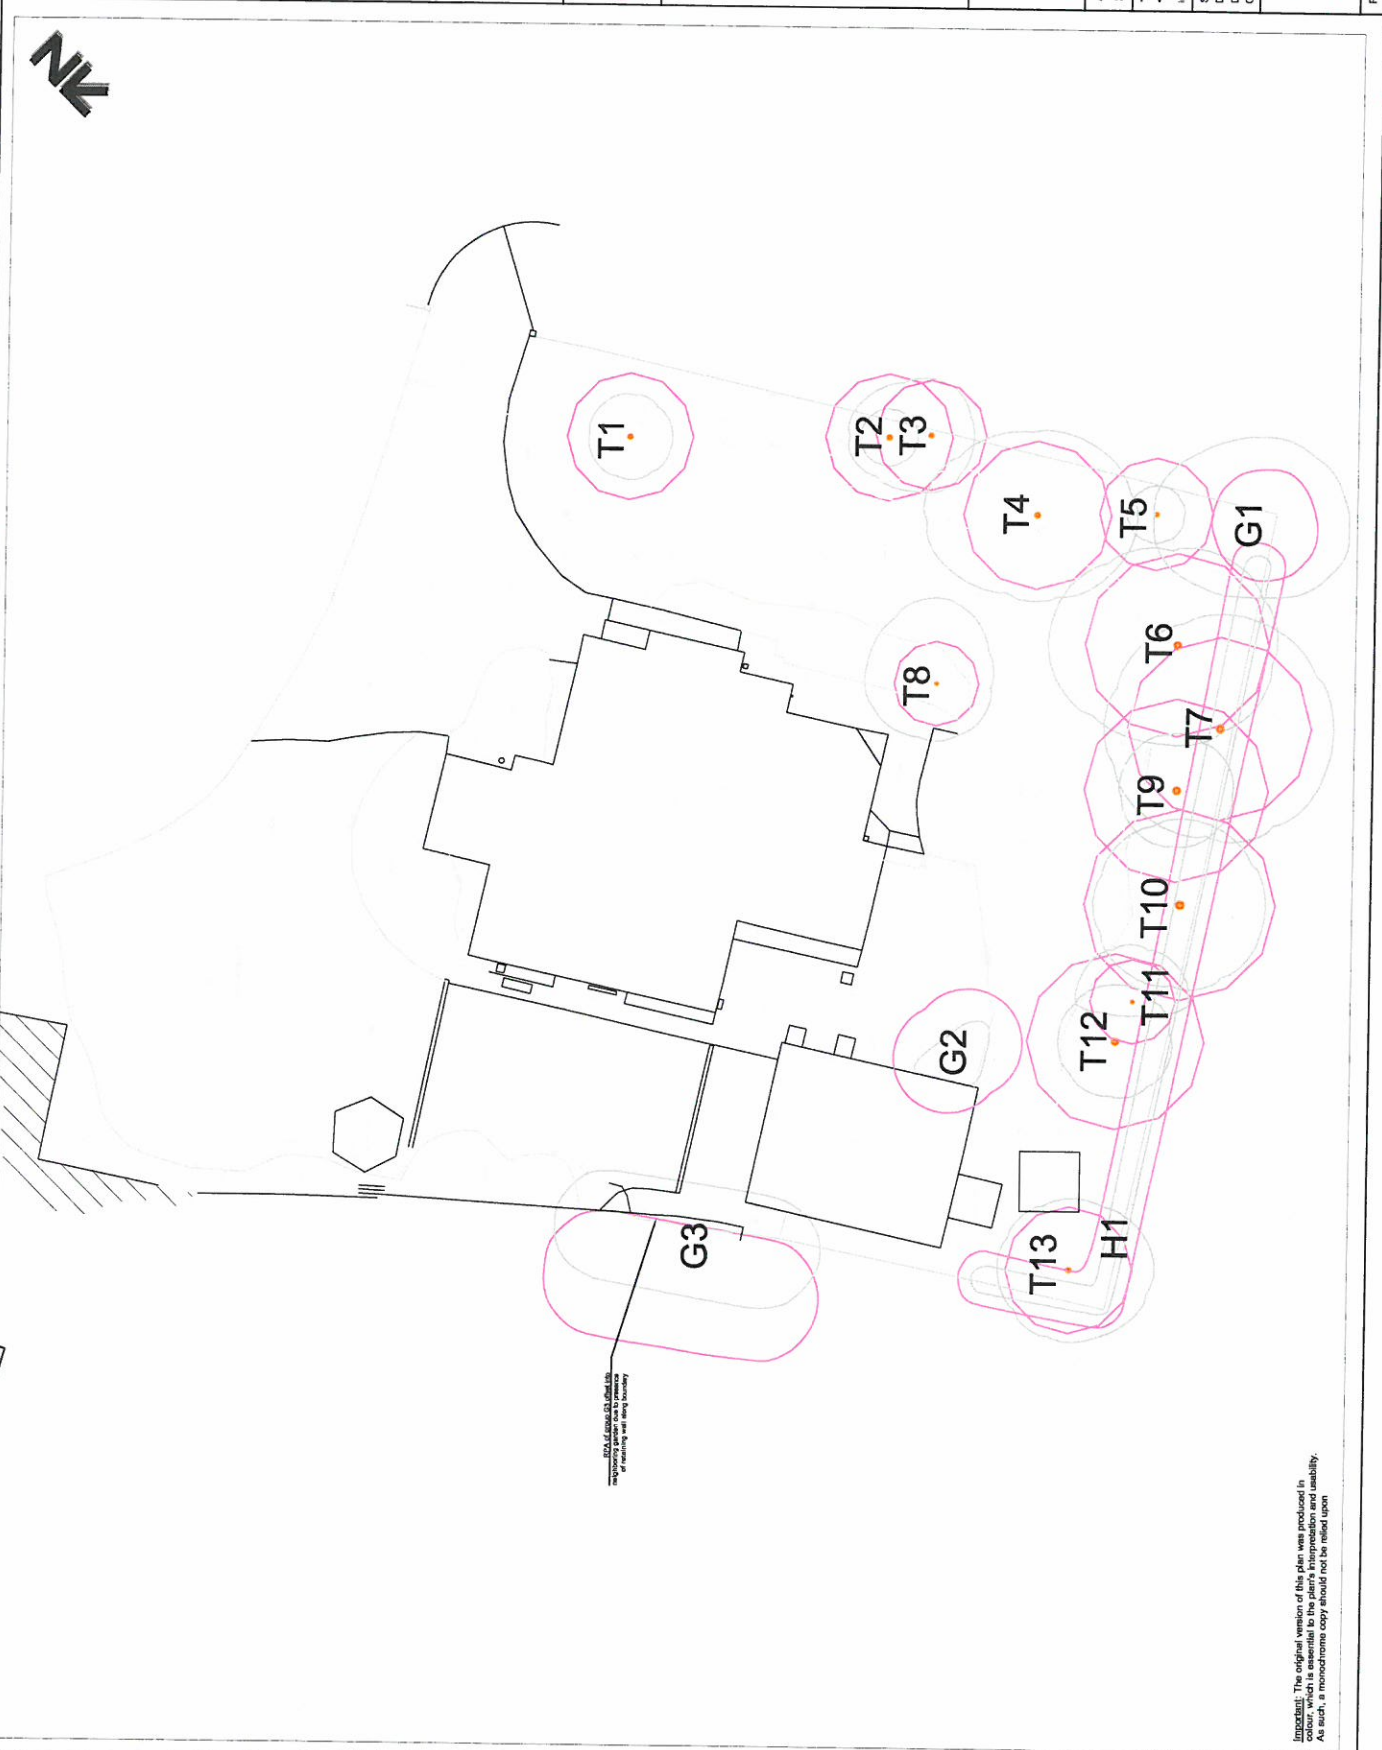 N
T1
T2
T3
T4
T5
G1
T6
T7
T8
T9
T10
T11
T12
G2
T13
H1
G3
RPA of group G3 offset into
neighboring garden due to presence
of retaining wall along boundary
Important: The original version of this plan was produced in
colour, which is essential to the plan's interpretation and usability.
As such, a monochrome copy should not be relied upon